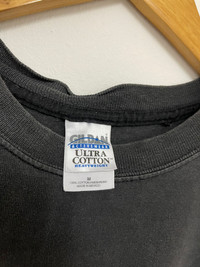 GILDAN
ACTIVEWEAR
ULTRA
COTTON
HEAVYWEIGHT
M